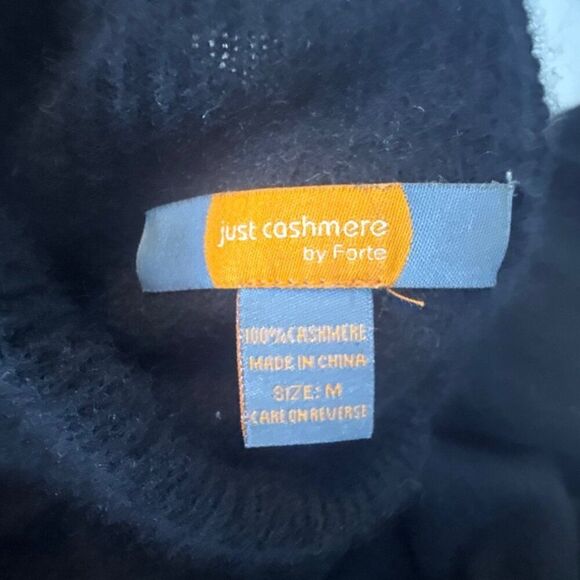 just cashmere
by Forte
100% CASHMERE
MADE IN CHINA
SIZE: M
CARE ON REVERSE